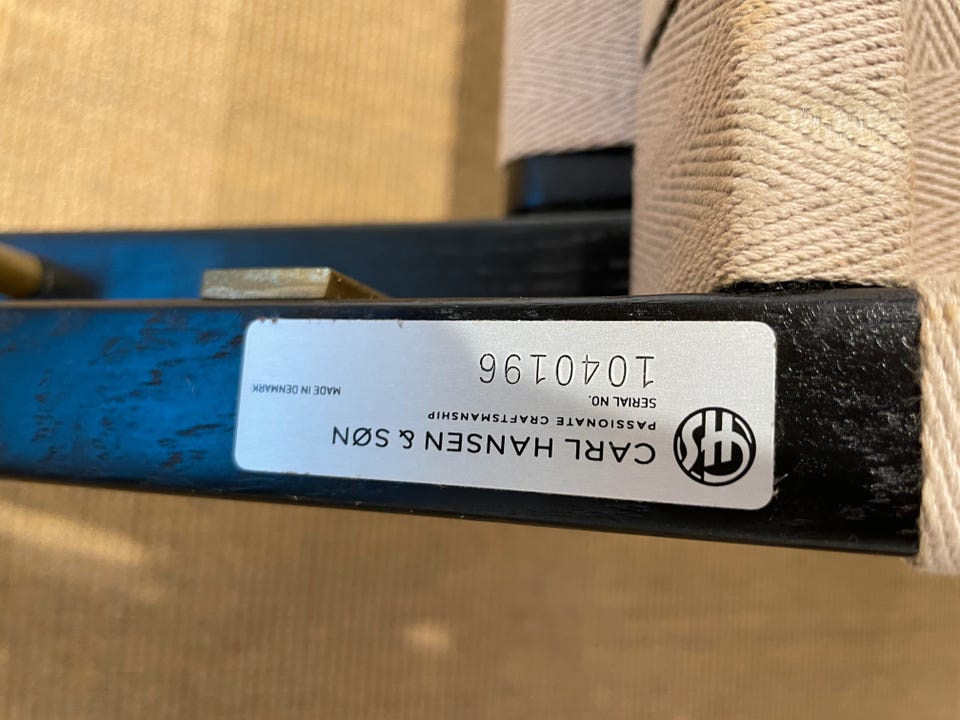 CARL HANSEN & SØN
PASSIONATE CRAFTSMANSHIP
SERIAL NO.
1040196
MADE IN DENMARK